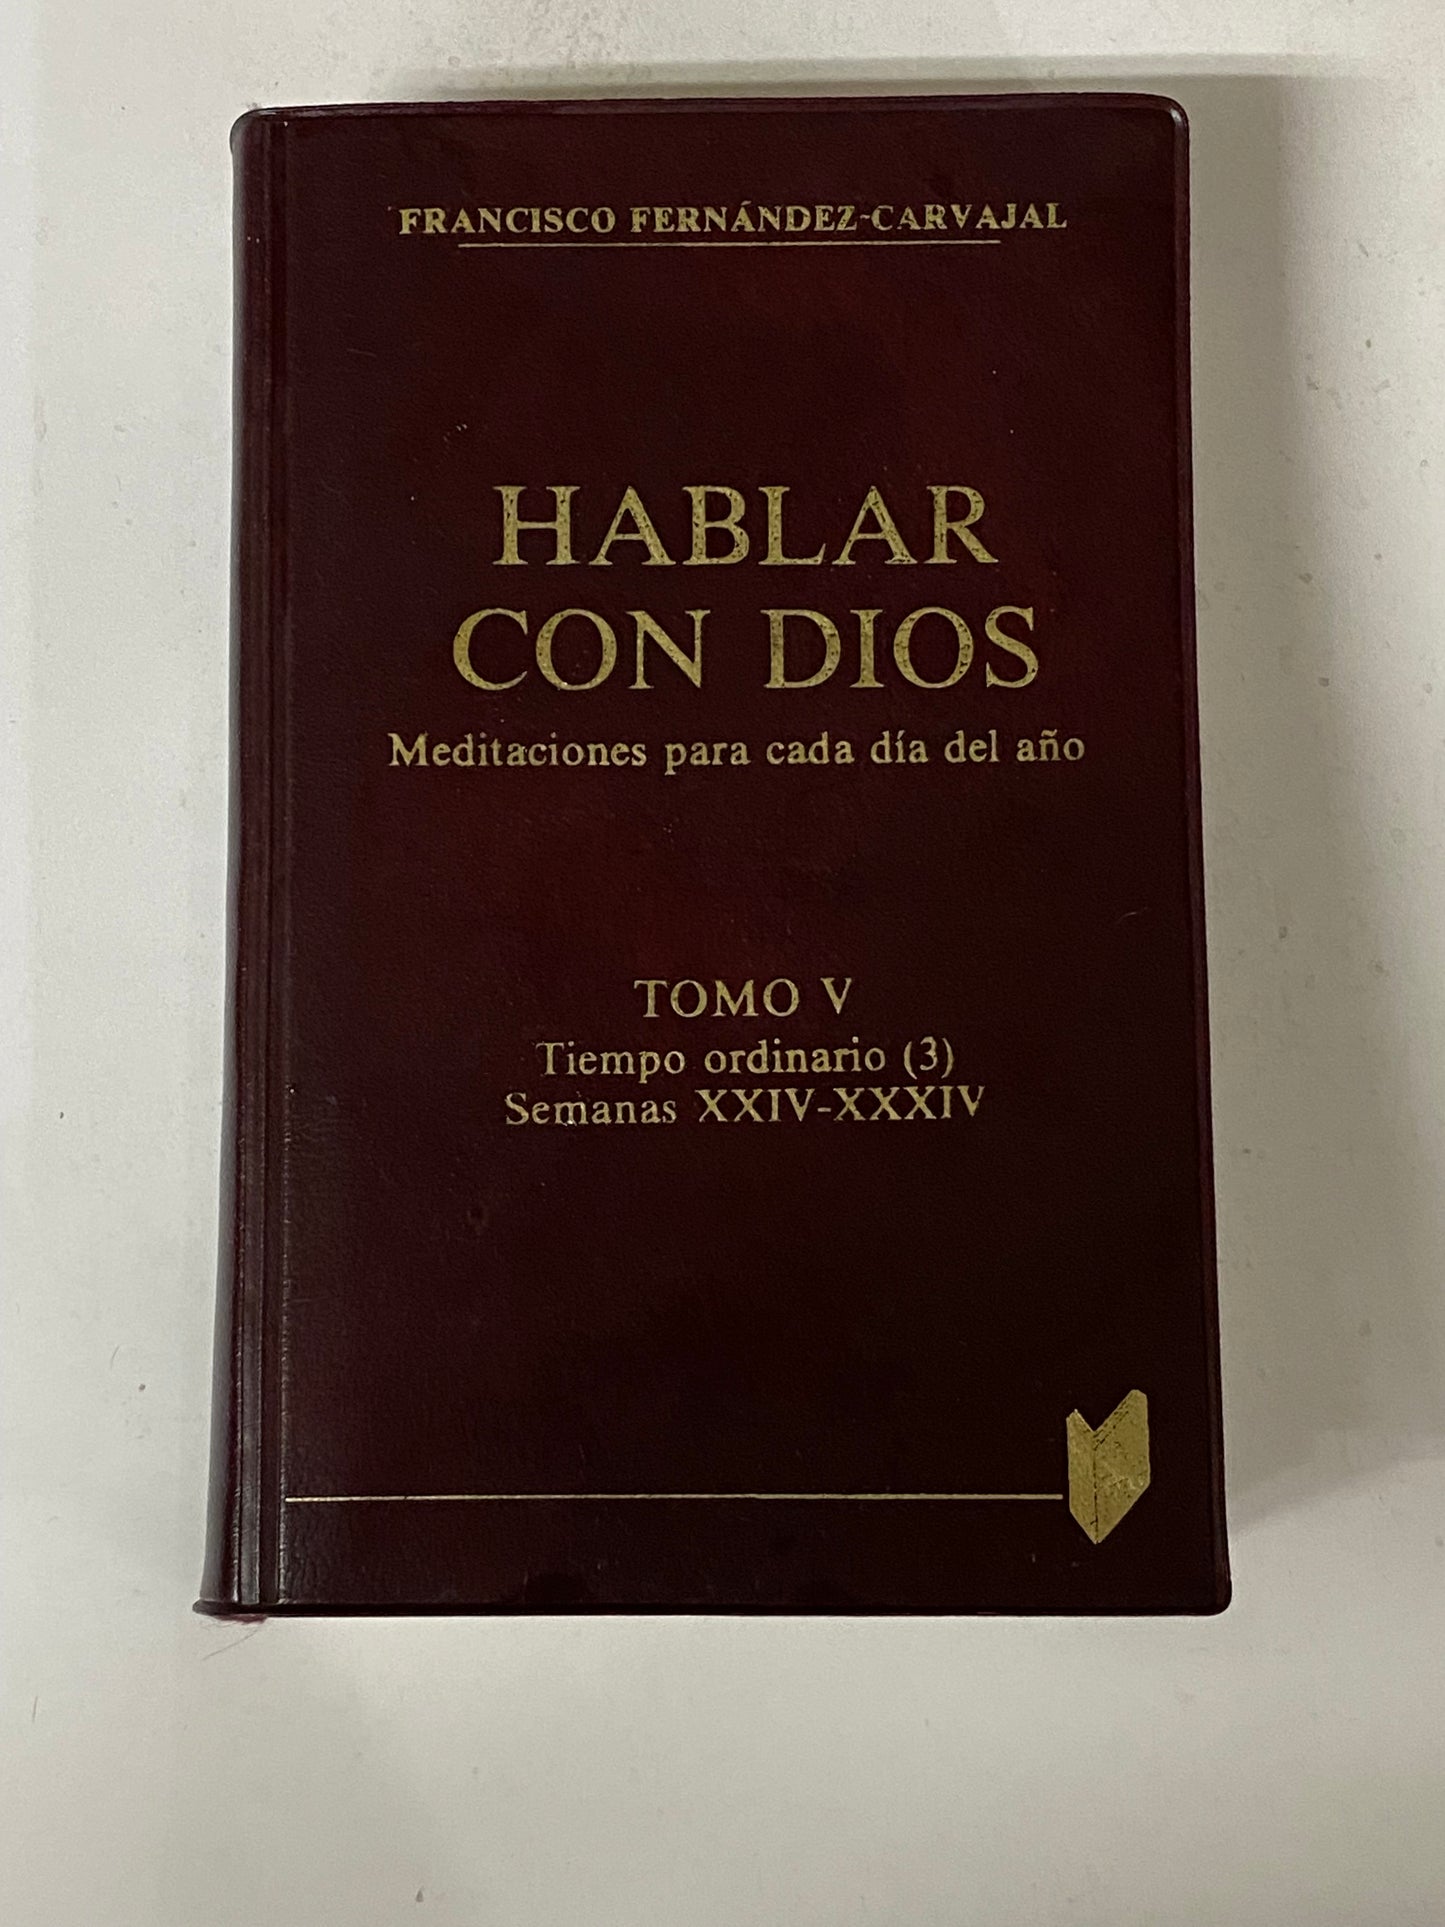 FRANCISCO FERNÁNDEZ-CARVAJAL
HABLAR
CON DIOS
Meditaciones para cada día del año
TOMO V
Tiempo ordinario (3)
Semanas XXIV-XXXIV